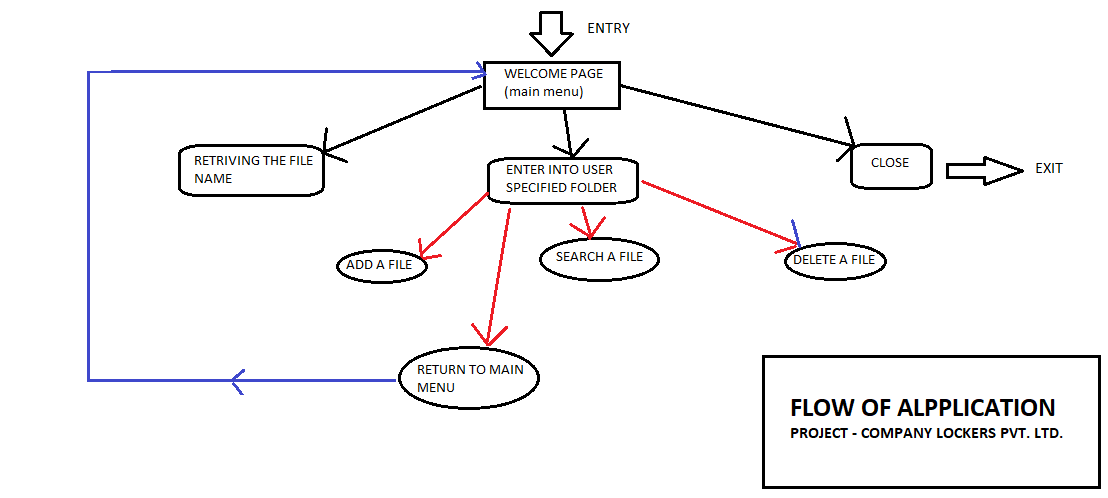 ENTRY
WELCOME PAGE
(main menu)
RETRIVING THE FILE
NAME
ENTER INTO USER
SPECIFIED FOLDER
CLOSE
EXIT
ADD A FILE
SEARCH A FILE
DELETE A FILE
RETURN TO MAIN
MENU
FLOW OF ALPPLICATION
PROJECT - COMPANY LOCKERS PVT. LTD.